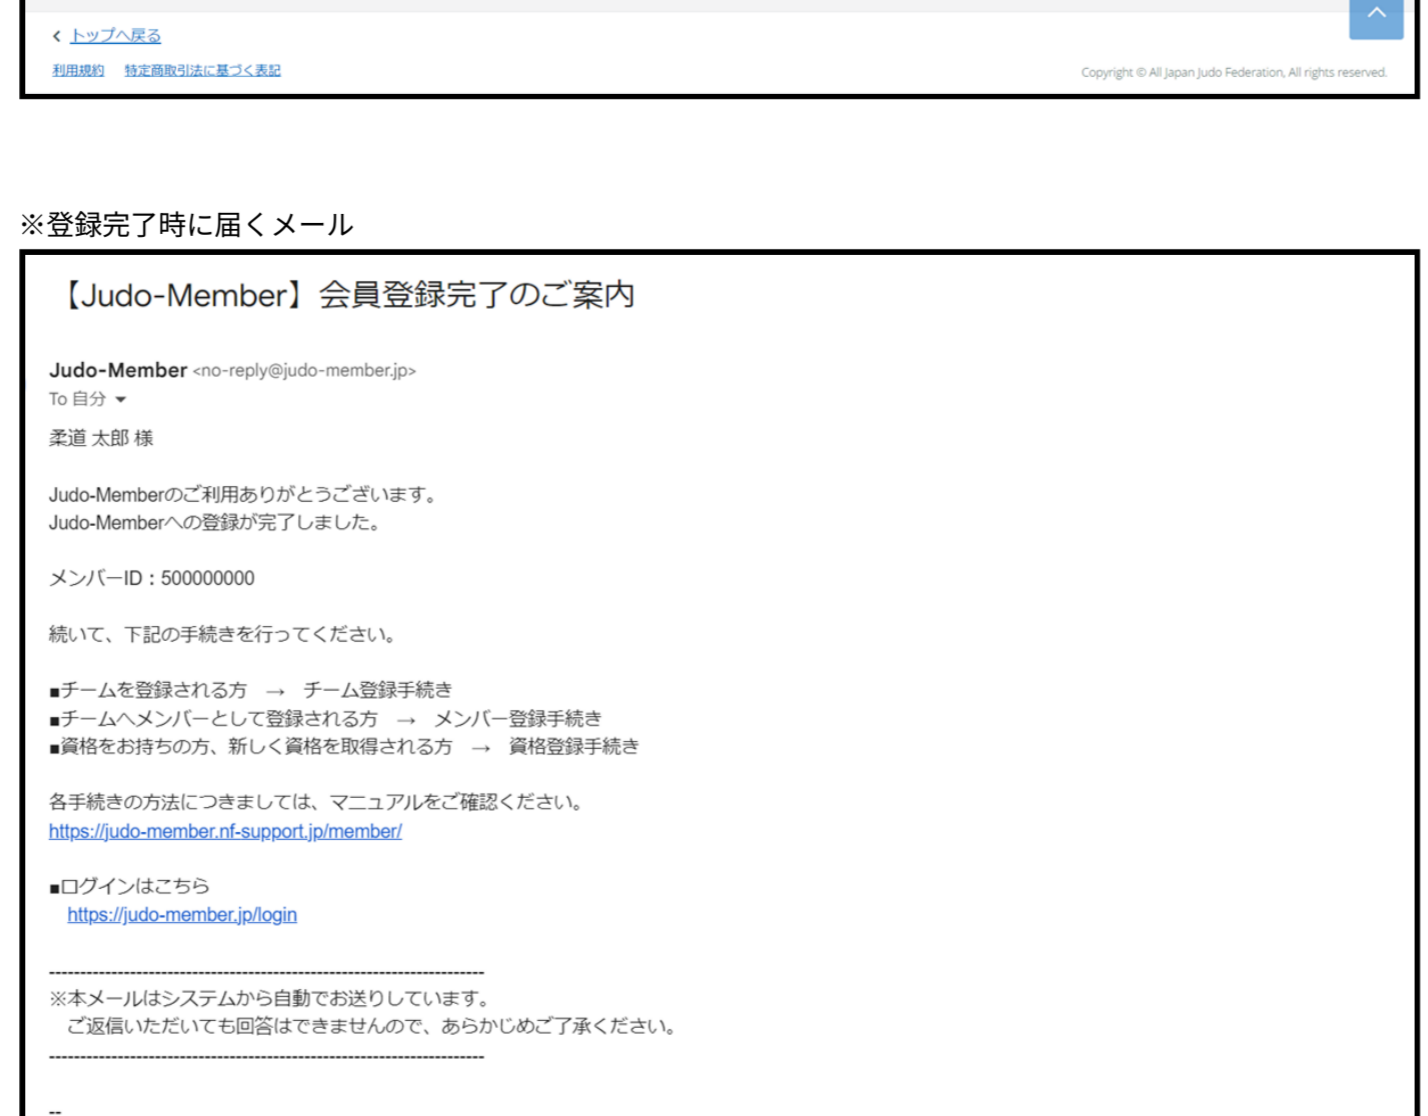 トップへ戻る
利用規約 特定商取引法に基づく表記
Copyright © All Japan Judo Federation, All rights reserved.
※登録完了時に届くメール
【Judo-Member】会員登録完了のご案内
Judo-Member <no-reply@judo-member.jp>
To 自分
柔道 太郎 様
Judo-Memberのご利用ありがとうございます。
Judo-Memberへの登録が完了しました。
メンバーID：500000000
続いて、下記の手続きを行ってください。
■チームを登録される方　→　チーム登録手続き
■チームへメンバーとして登録される方　→　メンバー登録手続き
■資格をお持ちの方、新しく資格を取得される方　→　資格登録手続き
各手続きの方法につきましては、マニュアルをご確認ください。
https://judo-member.nf-support.jp/member/
■ログインはこちら
https://judo-member.jp/login
----------------------------------------------------------------------
※本メールはシステムから自動でお送りしています。
ご返信いただいても回答はできませんので、あらかじめご了承ください。
----------------------------------------------------------------------
--